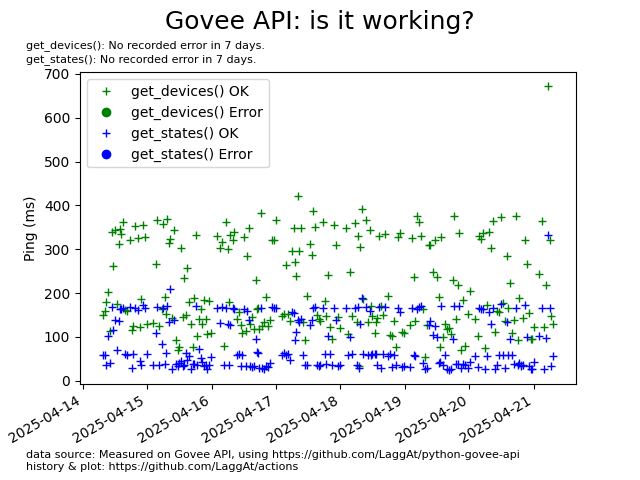 Govee API: is it working?
get_devices(): No recorded error in 7 days.
get_states(): No recorded error in 7 days.
700
600
500
400
300
200
100
0
Ping (ms)
get_devices() OK
get_devices() Error
get_states() OK
get_states() Error
2025-04-14
2025-04-15
2025-04-16
2025-04-17
2025-04-18
2025-04-19
2025-04-20
2025-04-21
data source: Measured on Govee API, using https://github.com/LaggAt/python-govee-api
history & plot: https://github.com/LaggAt/actions